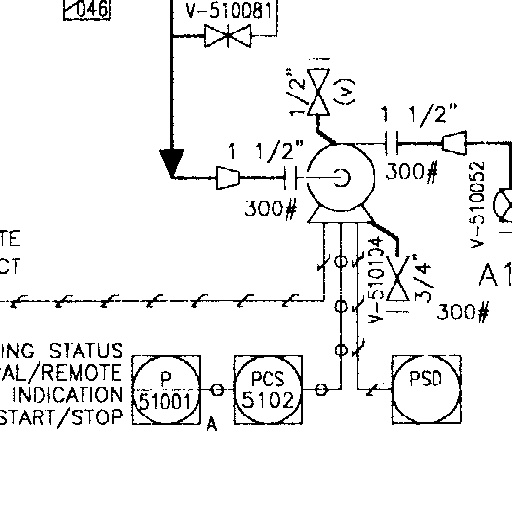 046
V-510081
1/2"
(v)
1 1/2"
1 1/2"
300#
300#
V-510052
V-510104
3/4"
A1
300#
TE
CT
ING STATUS
AL/REMOTE
INDICATION
START/STOP
P
51001
A
PCS
5102
PSD